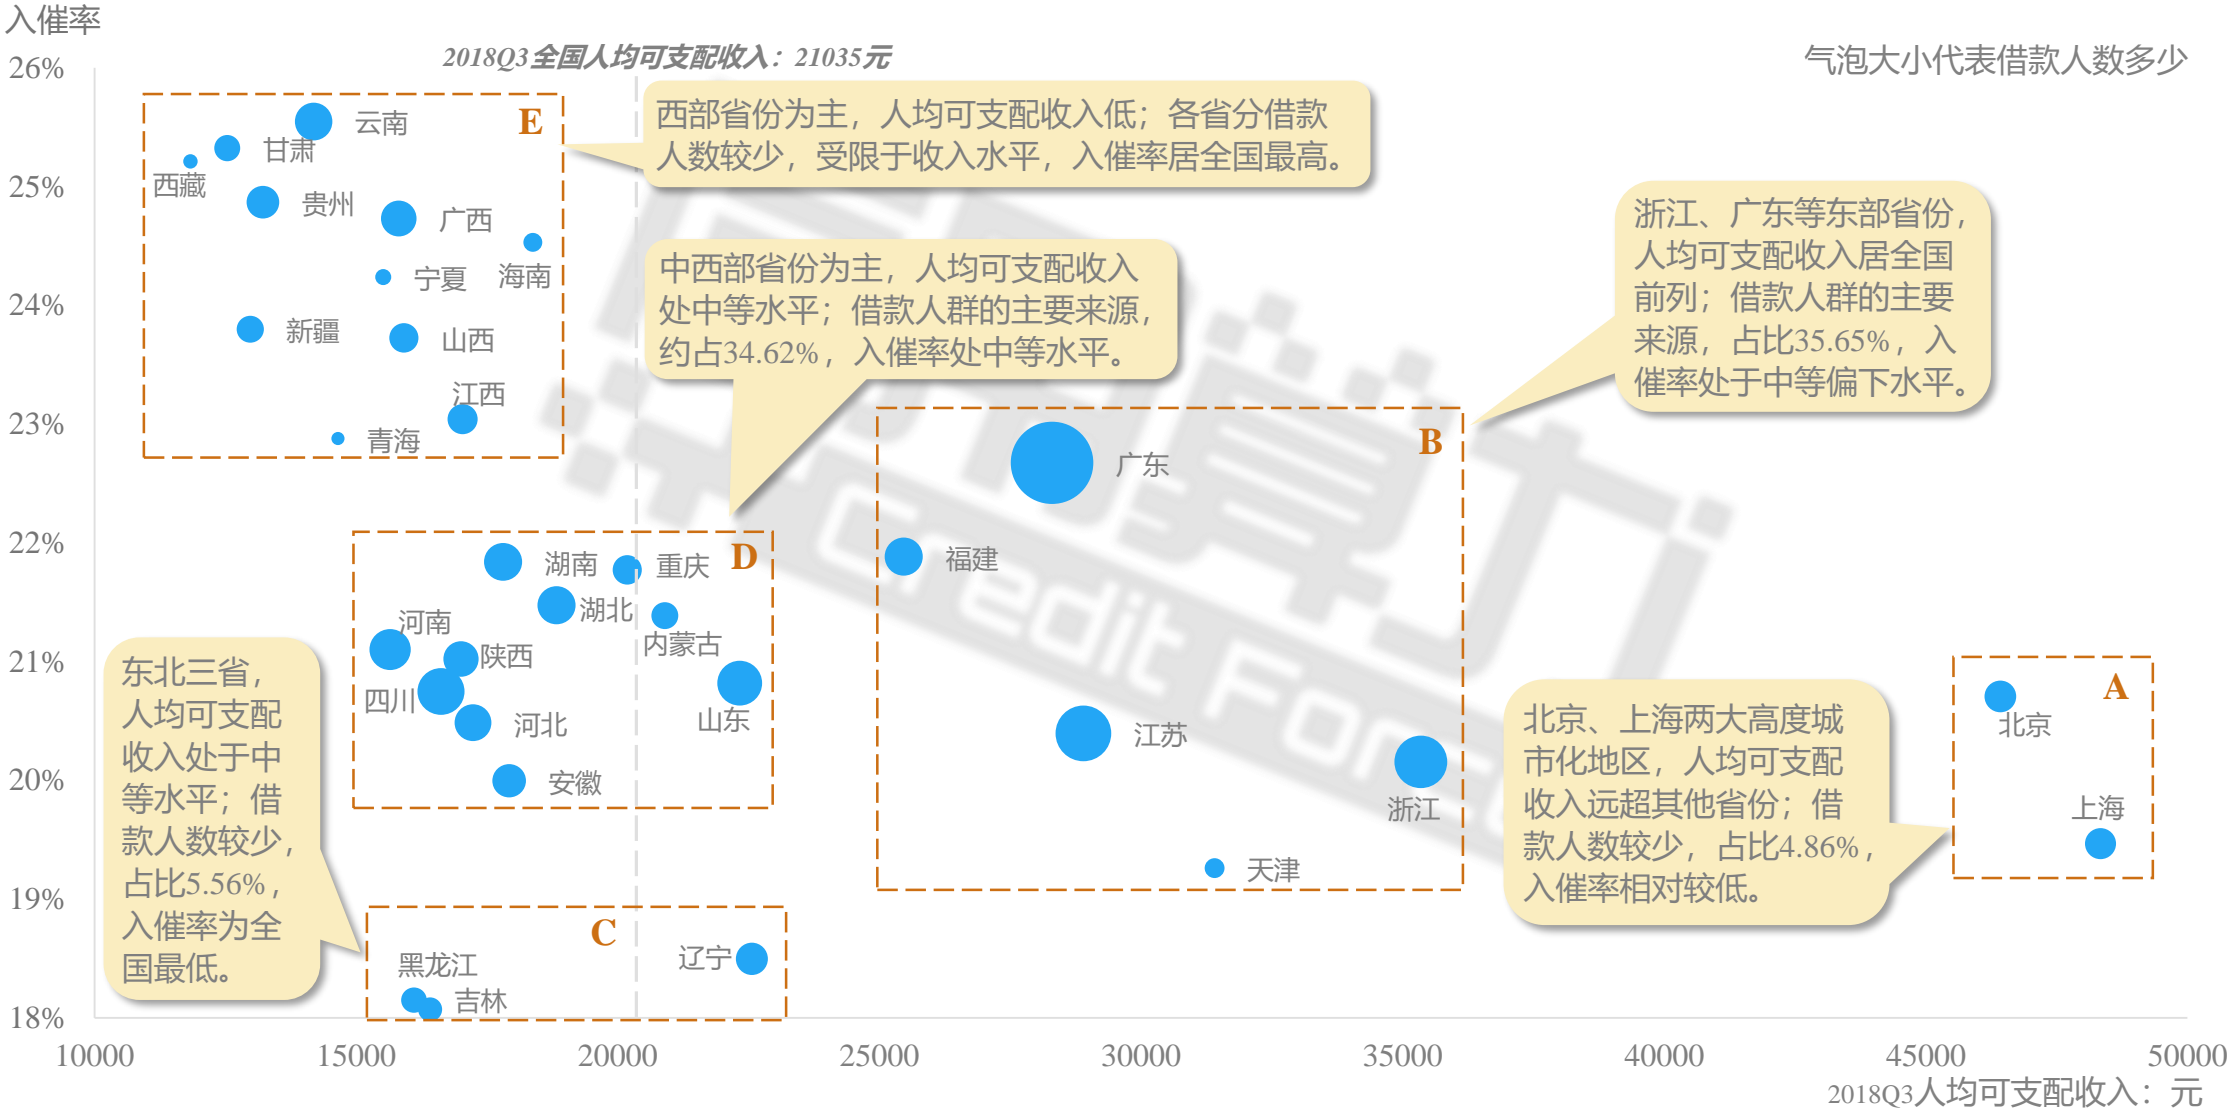 入催率
2018Q3全国人均可支配收入：21035元
气泡大小代表借款人数多少
26%
25%
24%
23%
22%
21%
20%
19%
18%
E
云南
甘肃
西藏
贵州
广西
海南
宁夏
新疆
山西
江西
青海
西部省份为主，人均可支配收入低；各省分借款
人数较少，受限于收入水平，入催率居全国最高。
中西部省份为主，人均可支配收入
处中等水平；借款人群的主要来源，
约占34.62%，入催率处中等水平。
浙江、广东等东部省份，
人均可支配收入居全国
前列；借款人群的主要
来源，占比35.65%，入
催率处于中等偏下水平。
B
广东
福建
江苏
浙江
天津
D
湖南
重庆
湖北
内蒙古
河南
陕西
四川
山东
河北
安徽
东北三省，
人均可支配
收入处于中
等水平；借
款人数较少，
占比5.56%，
入催率为全
国最低。
C
辽宁
黑龙江
吉林
北京、上海两大高度城
市化地区，人均可支配
收入远超其他省份；借
款人数较少，占比4.86%，
入催率相对较低。
A
北京
上海
Credit Force
10000
15000
20000
25000
30000
35000
40000
45000
50000
2018Q3人均可支配收入：元